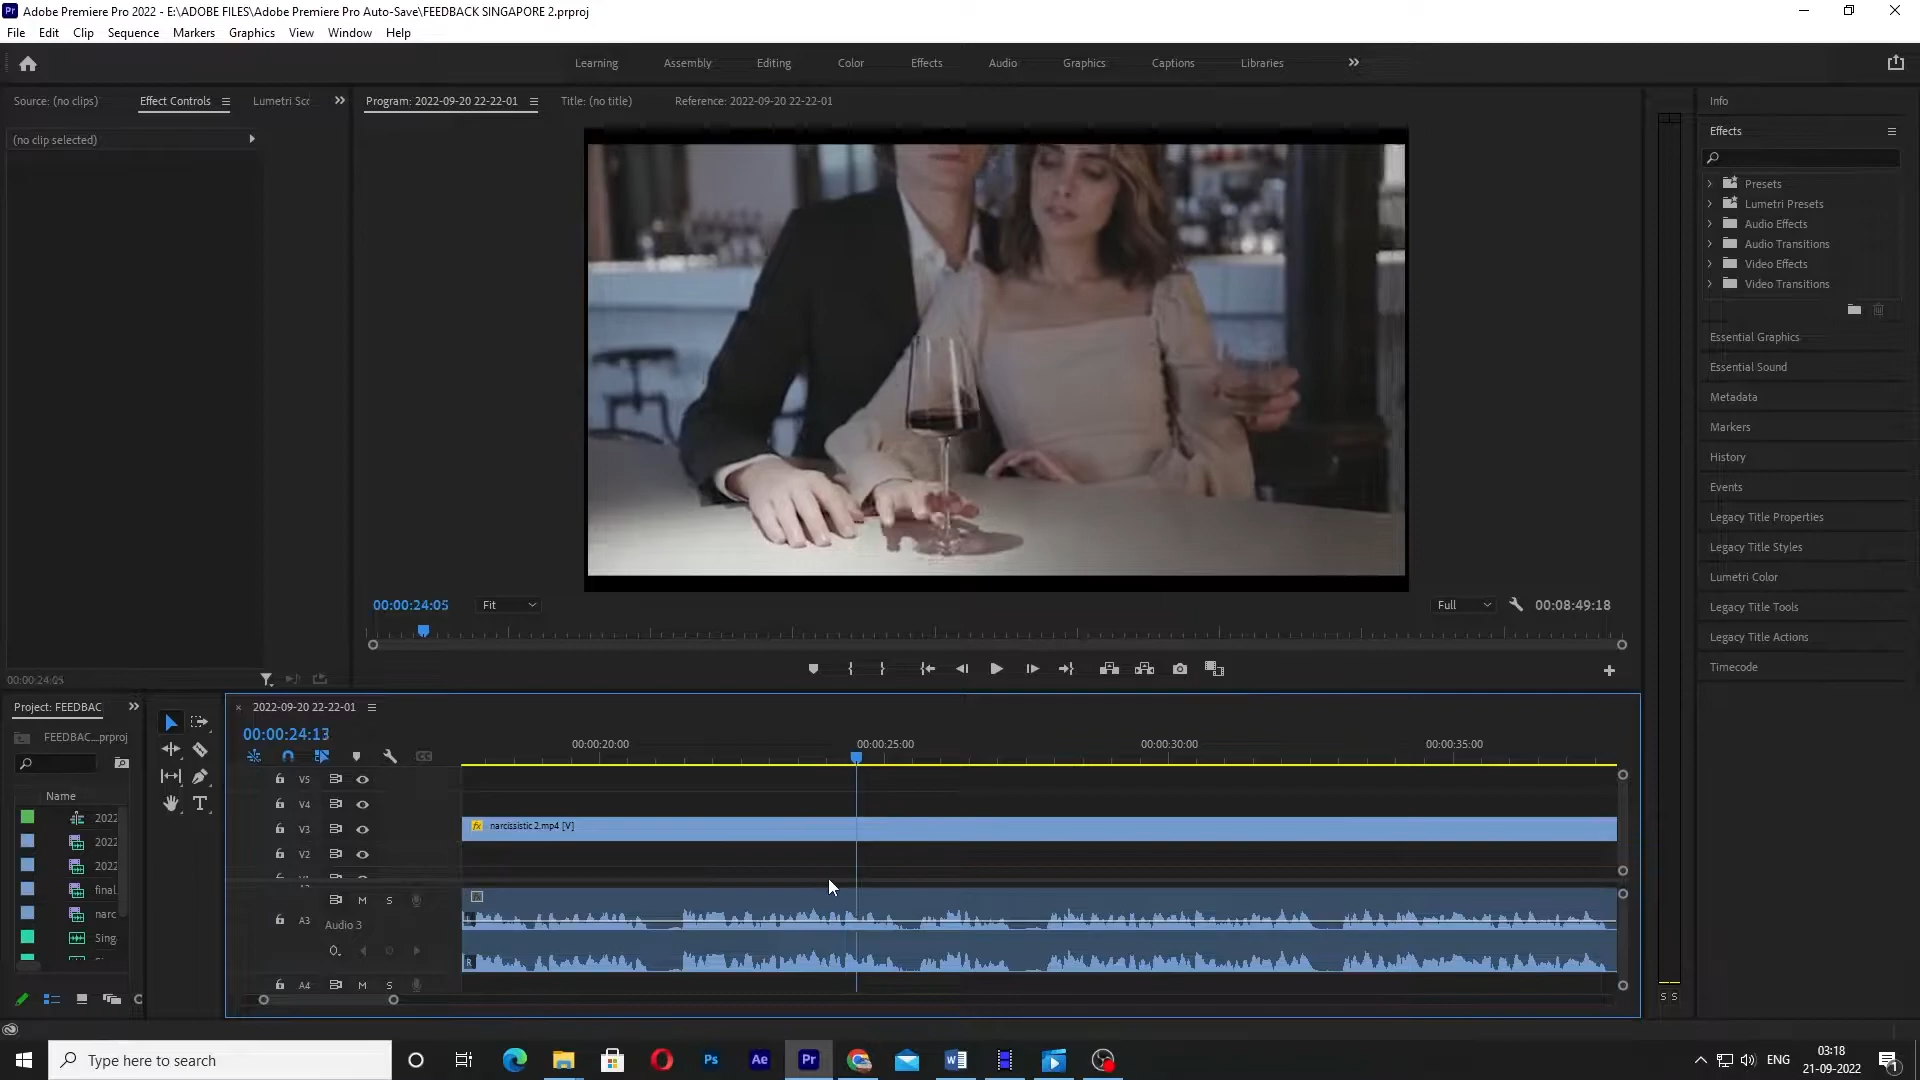 Adobe Premiere Pro 2022 - E:\ADOBE FILES\Adobe Premiere Pro Auto-Save\FEEDBACK SINGAPORE 2.prproj
File Edit Clip Sequence Markers Graphics View Window Help
Learning Assembly Editing Color Effects Audio Graphics Captions Libraries
Source: (no clips) Effect Controls Lumetri Sco
Program: 2022-09-20 22-22-01 Title: (no title) Reference: 2022-09-20 22-22-01
(no clip selected)
00:00:24:05 Fit Full 00:08:49:18
00:00:24:05
Info
Effects
Presets
Lumetri Presets
Audio Effects
Audio Transitions
Video Effects
Video Transitions
Essential Graphics
Essential Sound
Metadata
Markers
History
Events
Legacy Title Properties
Legacy Title Styles
Lumetri Color
Legacy Title Tools
Legacy Title Actions
Timecode
Project: FEEDBAC
FEEDBAC...prproj
Name
2022
2022
2022
final
narc
Sing
2022-09-20 22-22-01
00:00:24:13
00:00:20:00 00:00:25:00 00:00:30:00 00:00:35:00
V5
V4
V3 fx narcissistic 2.mp4 [V]
V2
M S
A3 L
Audio 3
R
A4 M S
S S
Type here to search
Ps Ae Pr
ENG
03:18
21-09-2022
1